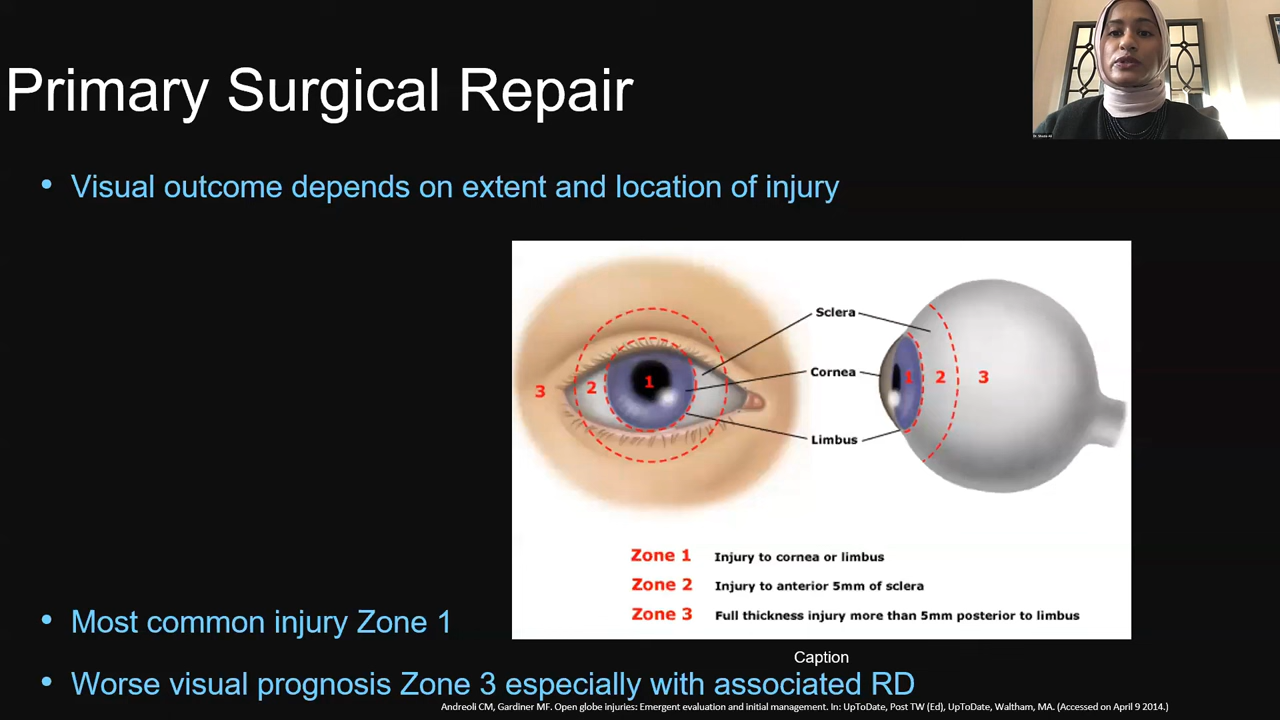 Primary Surgical Repair
• Visual outcome depends on extent and location of injury
Sclera
Cornea
Limbus
3
2
1
1
2
3
Zone 1 Injury to cornea or limbus
Zone 2 Injury to anterior 5mm of sclera
Zone 3 Full thickness injury more than 5mm posterior to limbus
• Most common injury Zone 1
Caption
• Worse visual prognosis Zone 3 especially with associated RD
Andreoli CM, Gardiner MF. Open globe injuries: Emergent evaluation and initial management. In: UpToDate, Post TW (Ed), UpToDate, Waltham, MA. (Accessed on April 9 2014.)